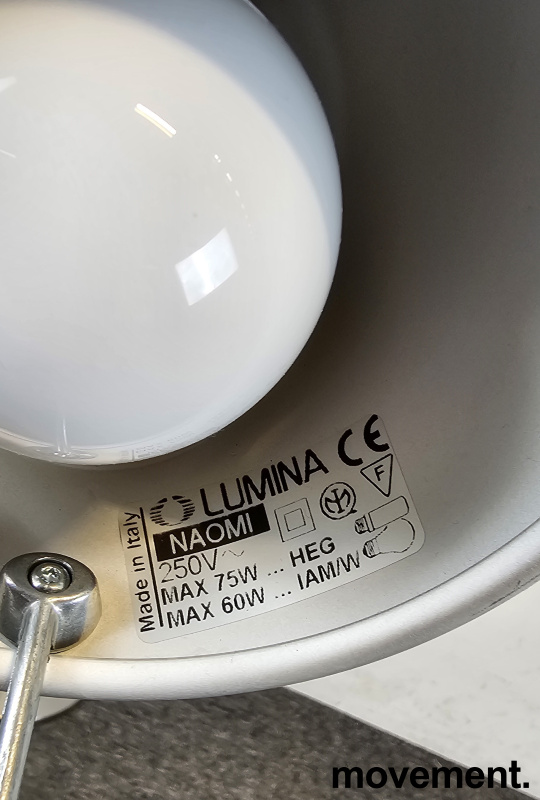 LUMINA CE
NAOMI
F
250V~
MAX 75W ... HEG
MAX 60W ... IAM/W
Made in Italy
movement.